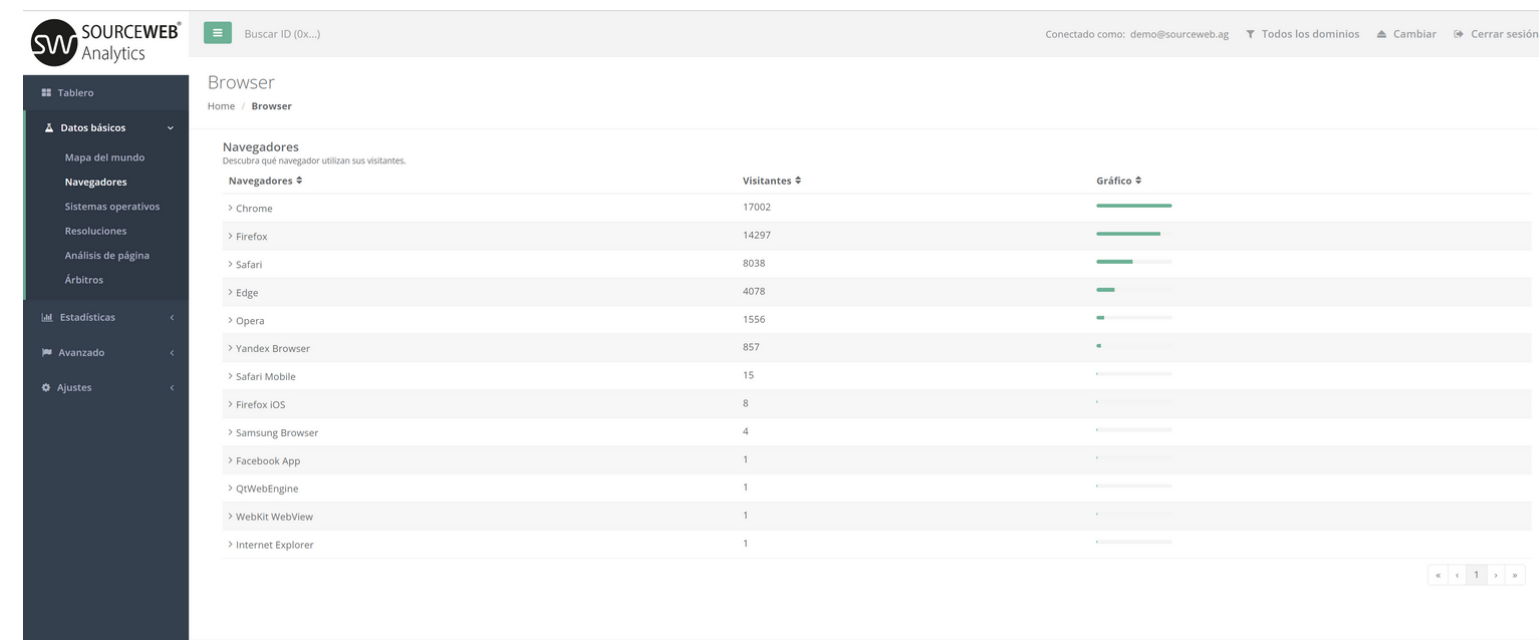 SW SOURCEWEB®
Analytics
Buscar ID (0x...)
Conectado como: demo@sourceweb.ag Todos los dominios Cambiar Cerrar sesión
Tablero
Datos básicos
Mapa del mundo
Navegadores
Sistemas operativos
Resoluciones
Análisis de página
Árbitros
Estadísticas
Avanzado
Ajustes
Browser
Home / Browser
Navegadores
Descubra qué navegador utilizan sus visitantes.
Navegadores Visitantes Gráfico
> Chrome 17002
> Firefox 14297
> Safari 8038
> Edge 4078
> Opera 1556
> Yandex Browser 857
> Safari Mobile 15
> Firefox iOS 8
> Samsung Browser 4
> Facebook App 1
> QtWebEngine 1
> WebKit WebView 1
> Internet Explorer 1
« ‹ 1 › »